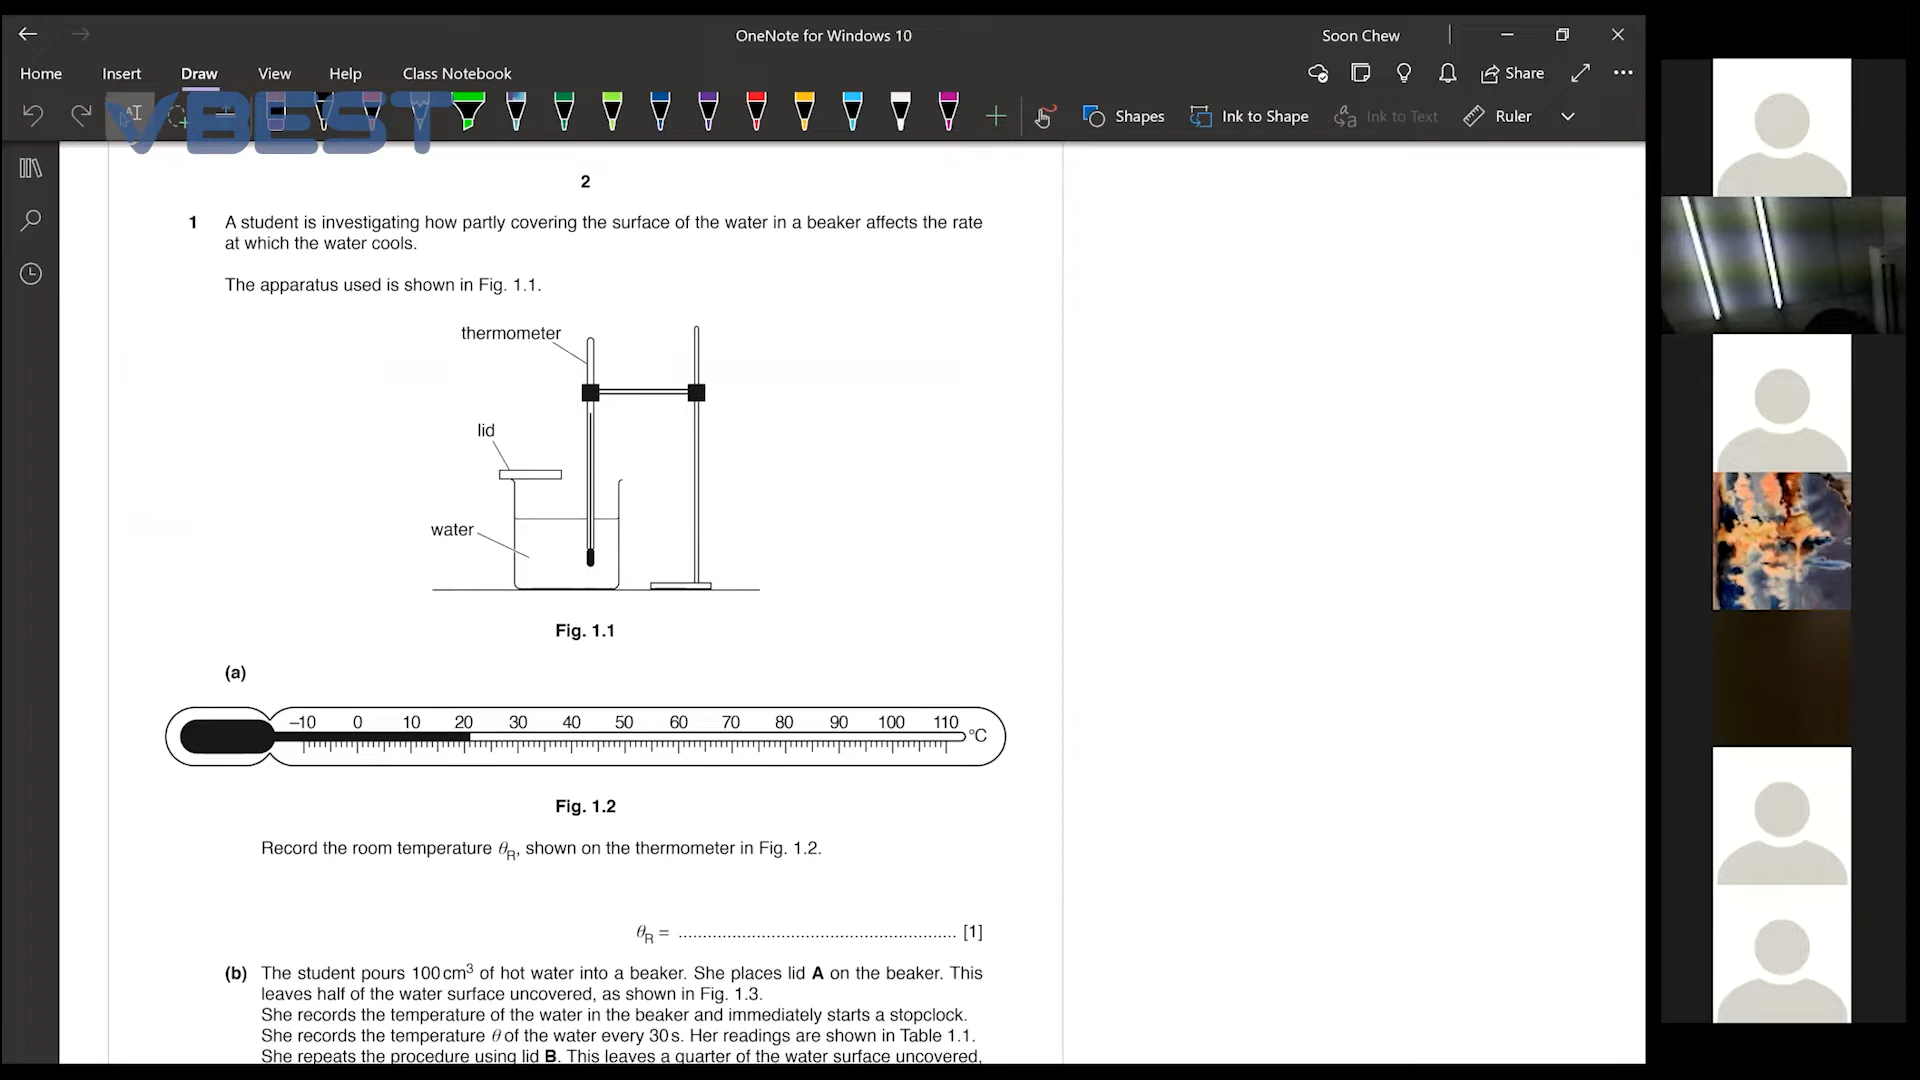 OneNote for Windows 10
Soon Chew
Home Insert Draw View Help Class Notebook
Share
VBEST
Shapes Ink to Shape Ink to Text Ruler
2
1 A student is investigating how partly covering the surface of the water in a beaker affects the rate
at which the water cools.
The apparatus used is shown in Fig. 1.1.
thermometer
lid
water
Fig. 1.1
(a)
–10 0 10 20 30 40 50 60 70 80 90 100 110
°C
Fig. 1.2
Record the room temperature θR, shown on the thermometer in Fig. 1.2.
θR = .......................................................... [1]
(b) The student pours 100 cm³ of hot water into a beaker. She places lid A on the beaker. This
leaves half of the water surface uncovered, as shown in Fig. 1.3.
She records the temperature of the water in the beaker and immediately starts a stopclock.
She records the temperature θ of the water every 30 s. Her readings are shown in Table 1.1.
She repeats the procedure using lid B. This leaves a quarter of the water surface uncovered,